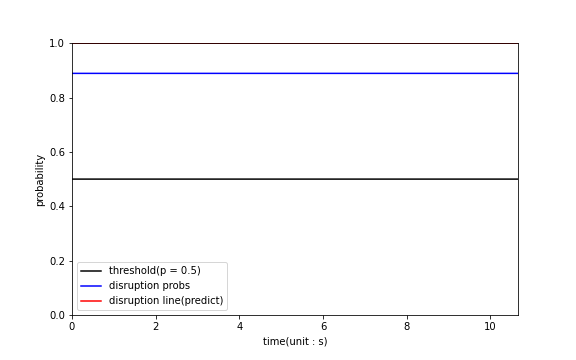 1.0
0.8
0.6
0.4
0.2
0.0
probability
threshold(p = 0.5)
disruption probs
disruption line(predict)
0 2 4 6 8 10
time(unit : s)